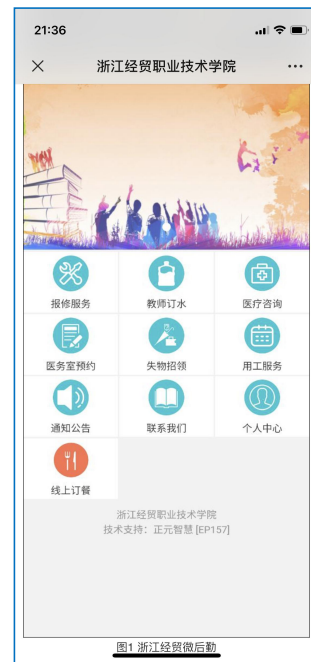 21:36
浙江经贸职业技术学院
报修服务
教师订水
医疗咨询
医务室预约
失物招领
用工服务
通知公告
联系我们
个人中心
线上订餐
浙江经贸职业技术学院
技术支持：正元智慧 [EP157]
图1 浙江经贸微后勤